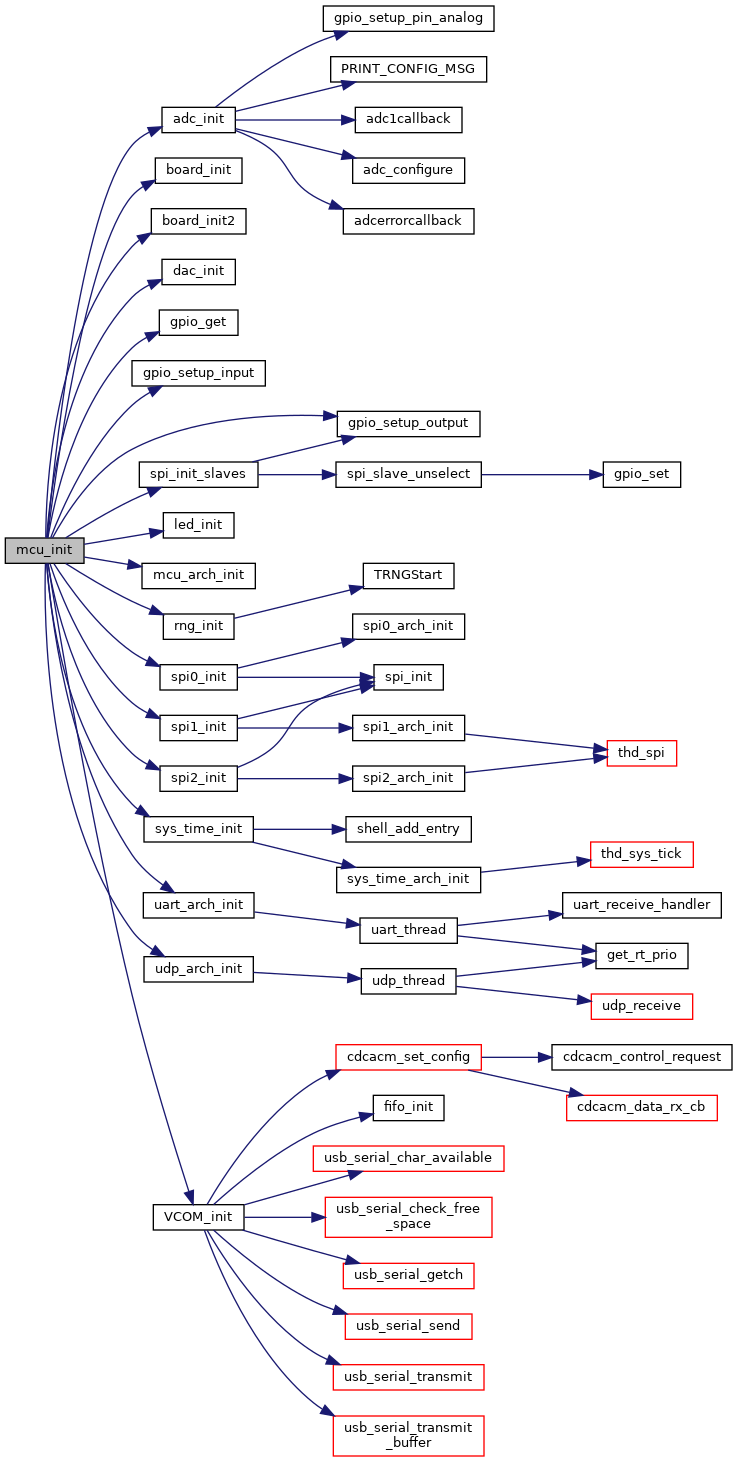 gpio_setup_pin_analog
PRINT_CONFIG_MSG
adc_init
adc1callback
board_init
adc_configure
board_init2
adcerrorcallback
dac_init
gpio_get
gpio_setup_input
gpio_setup_output
spi_init_slaves
spi_slave_unselect
gpio_set
led_init
mcu_init
mcu_arch_init
TRNGStart
rng_init
spi0_arch_init
spi0_init
spi_init
spi1_init
spi1_arch_init
thd_spi
spi2_init
spi2_arch_init
sys_time_init
shell_add_entry
thd_sys_tick
sys_time_arch_init
uart_arch_init
uart_receive_handler
uart_thread
get_rt_prio
udp_arch_init
udp_thread
udp_receive
cdcacm_set_config
cdcacm_control_request
fifo_init
cdcacm_data_rx_cb
usb_serial_char_available
VCOM_init
usb_serial_check_free
_space
usb_serial_getch
usb_serial_send
usb_serial_transmit
usb_serial_transmit
_buffer